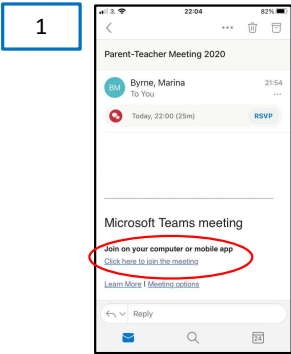 1
3.
22:04
82%
Parent-Teacher Meeting 2020
BM
Byrne, Marina
21:54
To You
Today, 22:00 (25m)
RSVP
Microsoft Teams meeting
Join on your computer or mobile app
Click here to join the meeting
Learn More | Meeting options
Reply
24